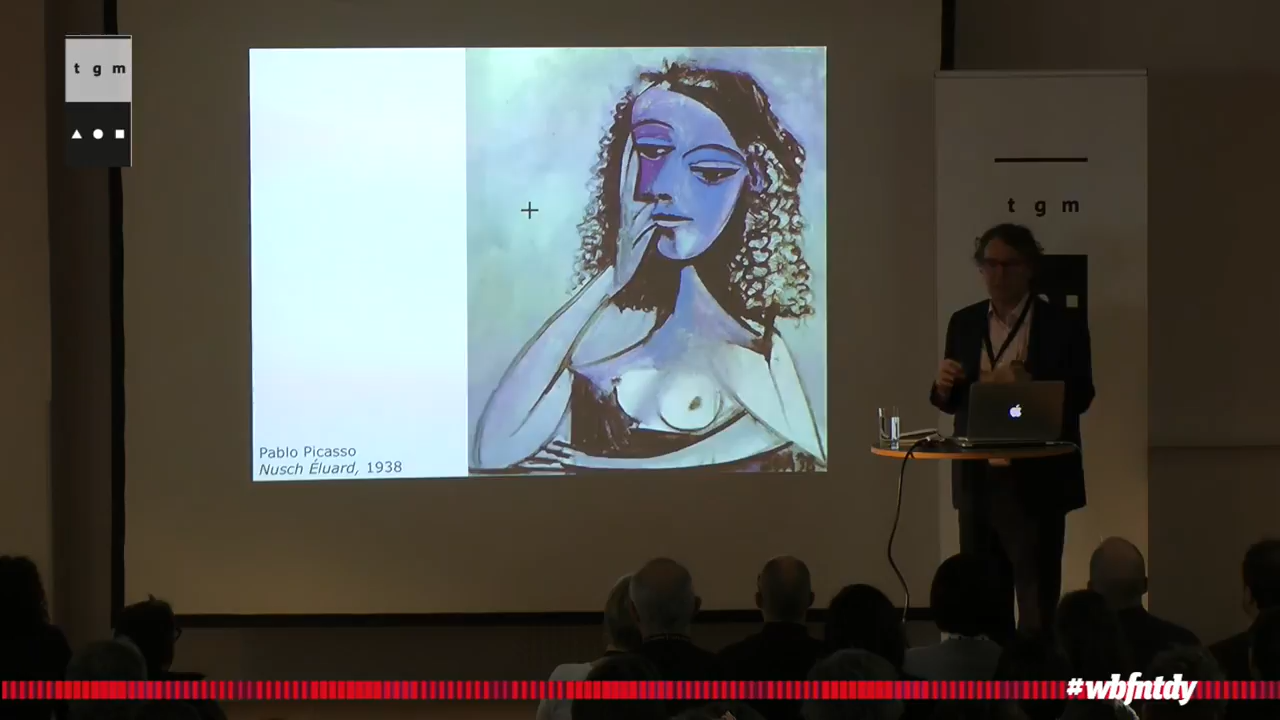 t g m
t g m
Pablo Picasso
Nusch Éluard, 1938
#wbfntdy